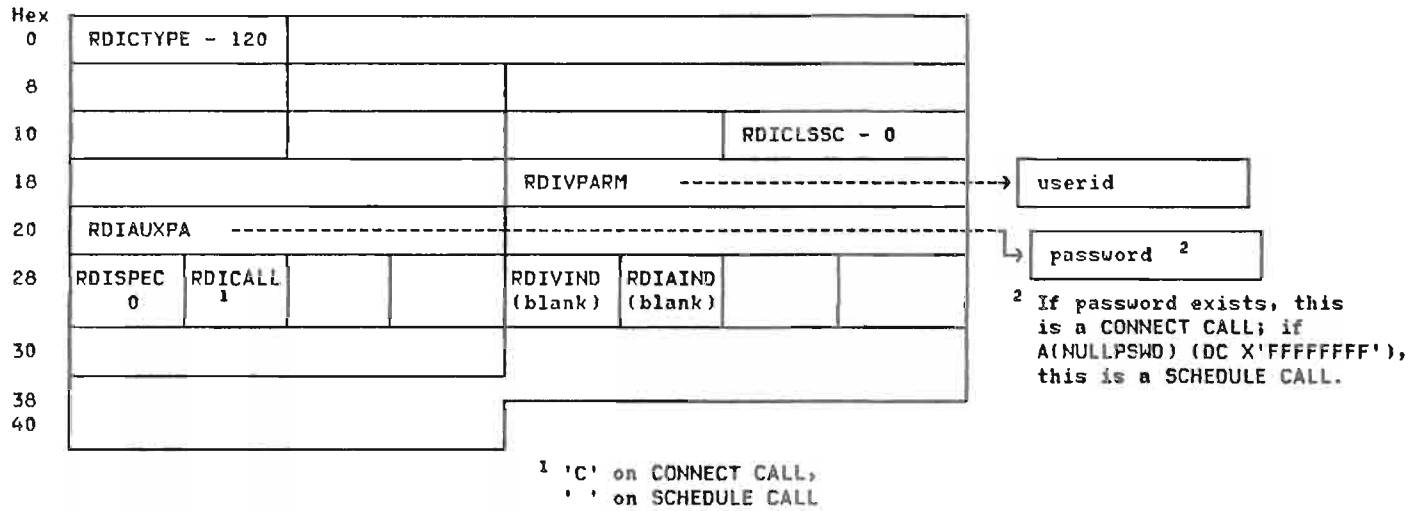 Hex
0 RDICTYPE - 120
8
10 RDICLSSC - 0
18 RDIVPARM userid
20 RDIAUXPA
password 2
28 RDISPEC RDICALL RDIVIND RDIAIND
0 1 (blank) (blank)
2 If password exists, this
is a CONNECT CALL; if
A(NULLPSWD) (DC X'FFFFFFFF'),
this is a SCHEDULE CALL.
30
38
40
1 'C' on CONNECT CALL,
' ' on SCHEDULE CALL